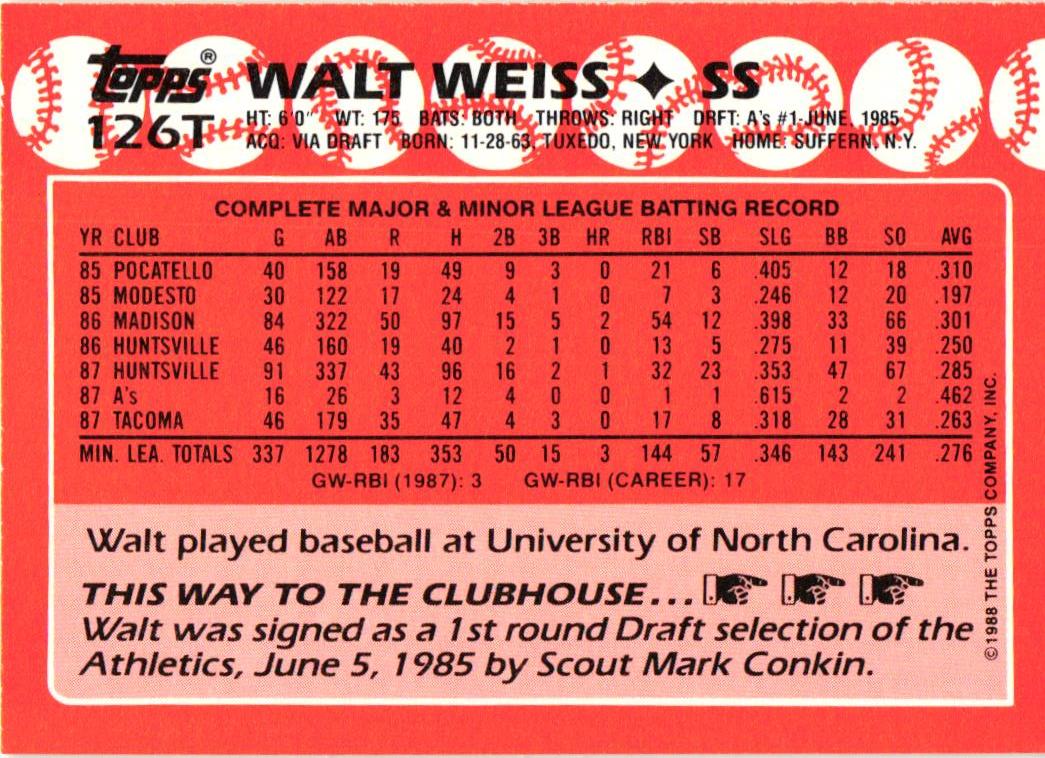 Topps® WALT WEISS ✦ SS
126T HT: 6'0" WT: 175 BATS: BOTH THROWS: RIGHT DRFT: A's #1-JUNE, 1985
ACQ: VIA DRAFT BORN: 11-28-63, TUXEDO, NEW YORK HOME: SUFFERN, N.Y.
COMPLETE MAJOR & MINOR LEAGUE BATTING RECORD
YR CLUB G AB R H 2B 3B HR RBI SB SLG BB SO AVG
85 POCATELLO 40 158 19 49 9 3 0 21 6 .405 12 18 .310
85 MODESTO 30 122 17 24 4 1 0 7 3 .246 12 20 .197
86 MADISON 84 322 50 97 15 5 2 54 12 .398 33 66 .301
86 HUNTSVILLE 46 160 19 40 2 1 0 13 5 .275 11 39 .250
87 HUNTSVILLE 91 337 43 96 16 2 1 32 23 .353 47 67 .285
87 A's 16 26 3 12 4 0 0 1 1 .615 2 2 .462
87 TACOMA 46 179 35 47 4 3 0 17 8 .318 28 31 .263
MIN. LEA. TOTALS 337 1278 183 353 50 15 3 144 57 .346 143 241 .276
GW-RBI (1987): 3 GW-RBI (CAREER): 17
Walt played baseball at University of North Carolina.
THIS WAY TO THE CLUBHOUSE...
Walt was signed as a 1st round Draft selection of the
Athletics, June 5, 1985 by Scout Mark Conkin.
©1988 THE TOPPS COMPANY, INC.